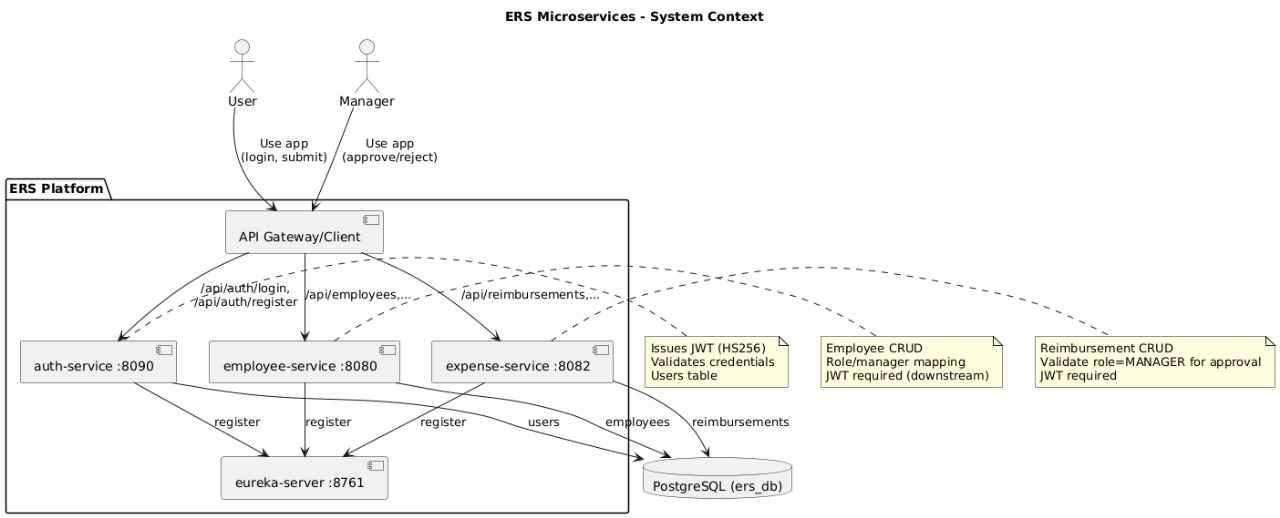 ERS Microservices - System Context
User
Manager
Use app
(login, submit)
Use app
(approve/reject)
ERS Platform
API Gateway/Client
/api/auth/login,
/api/auth/register
/api/employees,...
/api/reimbursements,...
auth-service :8090
employee-service :8080
expense-service :8082
Issues JWT (HS256)
Validates credentials
Users table
Employee CRUD
Role/manager mapping
JWT required (downstream)
Reimbursement CRUD
Validate role=MANAGER for approval
JWT required
register
register
register
users
employees
reimbursements
eureka-server :8761
PostgreSQL (ers_db)